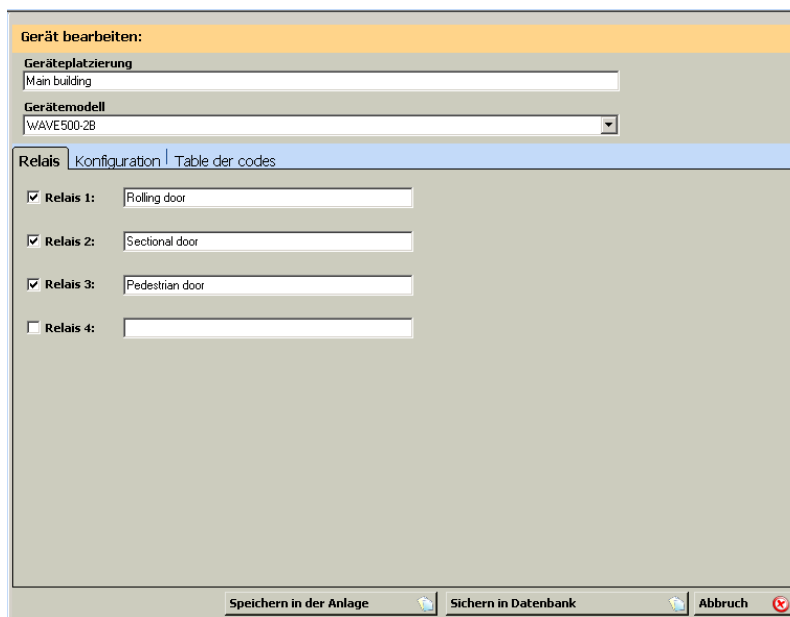 Gerät bearbeiten:
Geräteplatzierung
Main building
Gerätemodell
WAVE500-2B
Relais Konfiguration Table der codes
Relais 1: Rolling door
Relais 2: Sectional door
Relais 3: Pedestrian door
Relais 4:
Speichern in der Anlage Sichern in Datenbank Abbruch